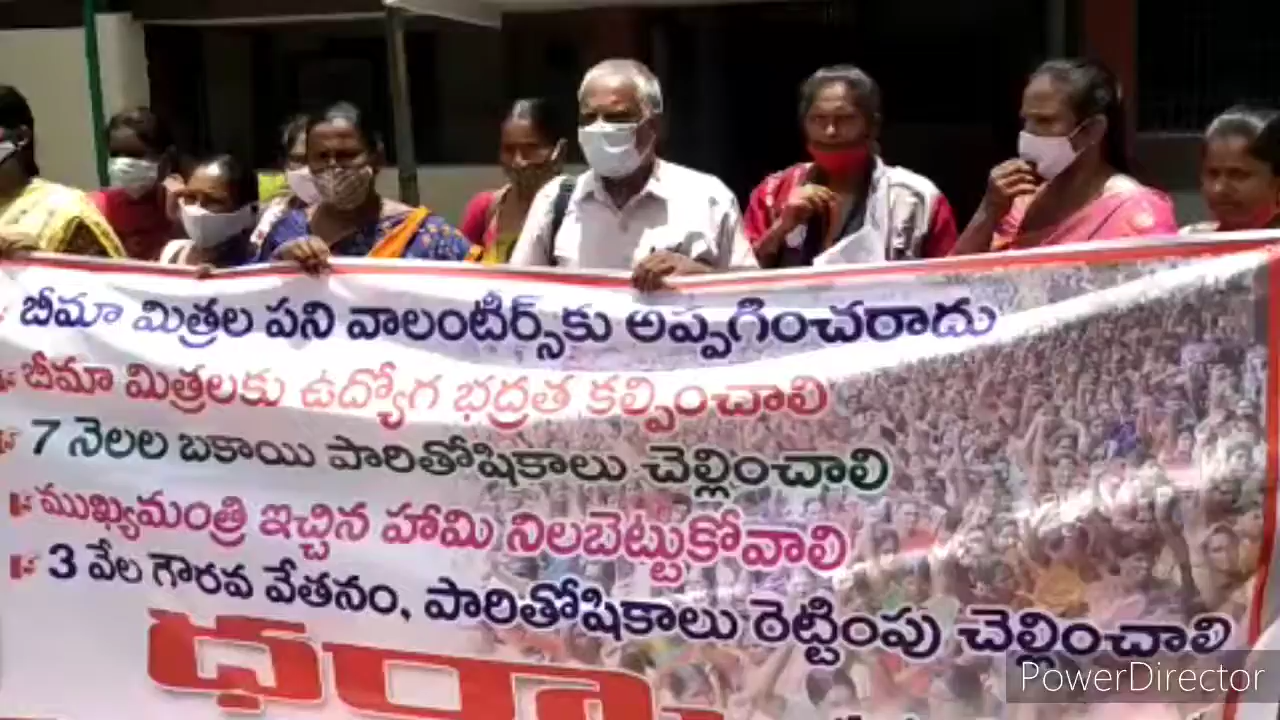 బీమా మిత్రల పని వాలంటీర్స్‌కు అప్పగించరాదు
బీమా మిత్రలకు ఉద్యోగ భద్రత కల్పించాలి
7 నెలల బకాయి పారితోషికాలు చెల్లించాలి
ముఖ్యమంత్రి ఇచ్చిన హామి నిలబెట్టుకోవాలి
3 వేల గౌరవ వేతనం, పారితోషికాలు రెట్టింపు చెల్లించాలి
ధర్నా
PowerDirector